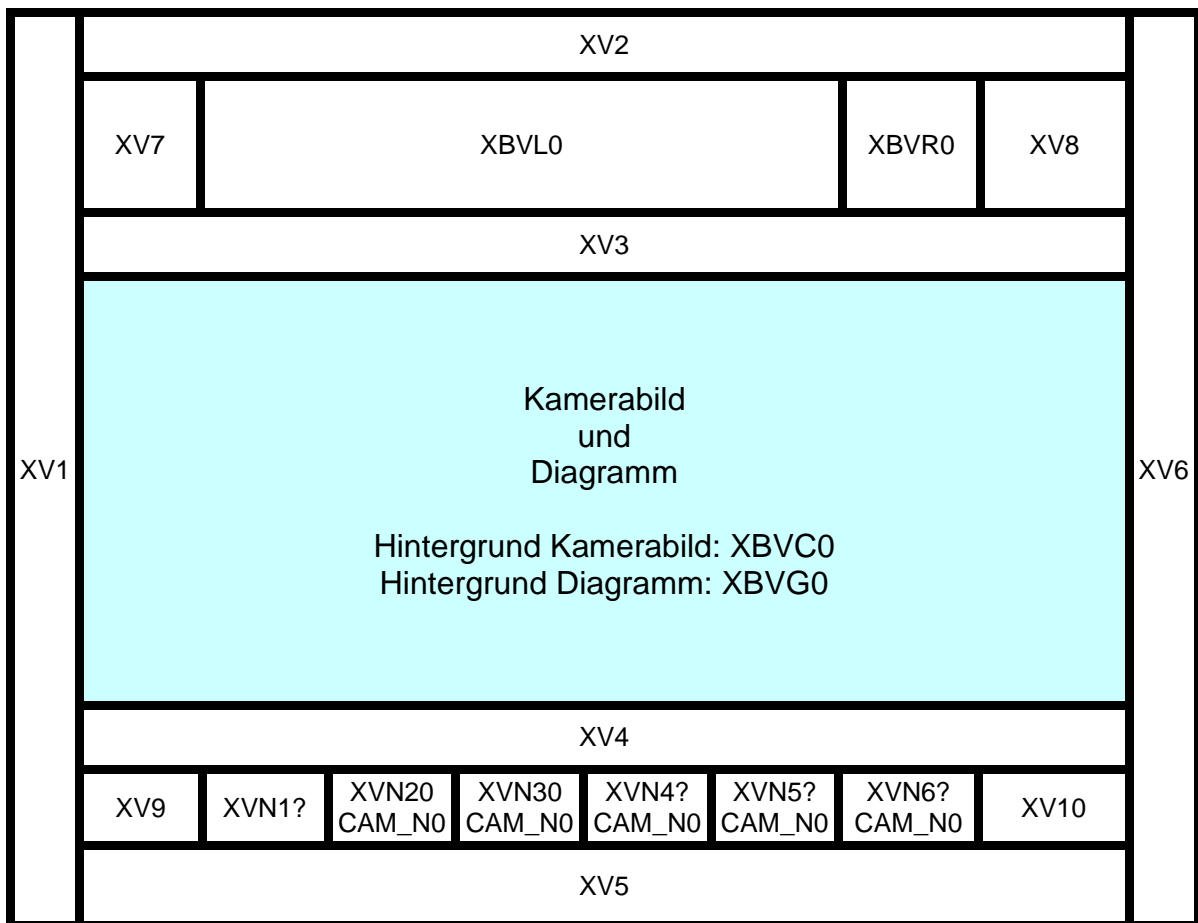 XV2
XV7
XBVL0
XBVR0
XV8
XV3
XV1
Kamerabild
und
Diagramm
Hintergrund Kamerabild: XBVC0
Hintergrund Diagramm: XBVG0
XV6
XV4
XV9
XVN1?
XVN20
CAM_N0
XVN30
CAM_N0
XVN4?
CAM_N0
XVN5?
CAM_N0
XVN6?
CAM_N0
XV10
XV5